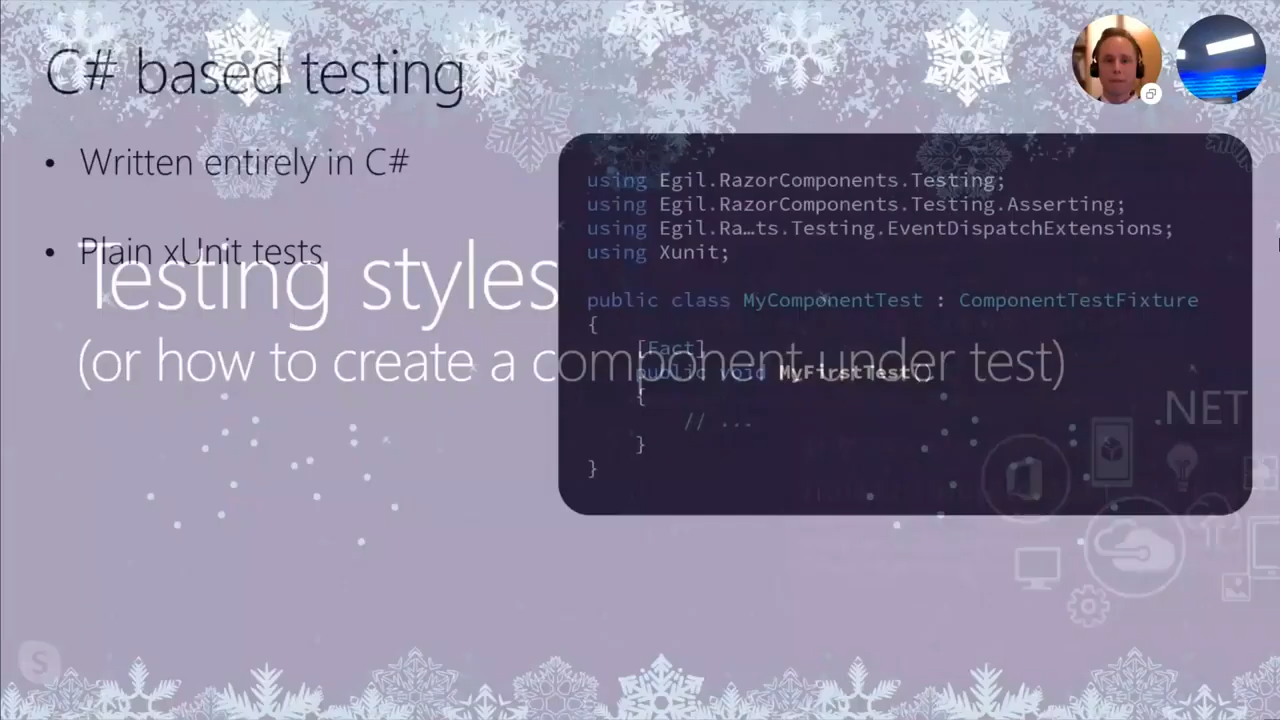 C# based testing
• Written entirely in C#
• Plain xUnit tests
Testing styles
(or how to create a component under test)
using Egil.RazorComponents.Testing;
using Egil.RazorComponents.Testing.Asserting;
using Egil.Ra…ts.Testing.EventDispatchExtensions;
using Xunit;
public class MyComponentTest : ComponentTestFixture
{
[Fact]
public void MyFirstTest()
{
// ...
}
}
.NET
S